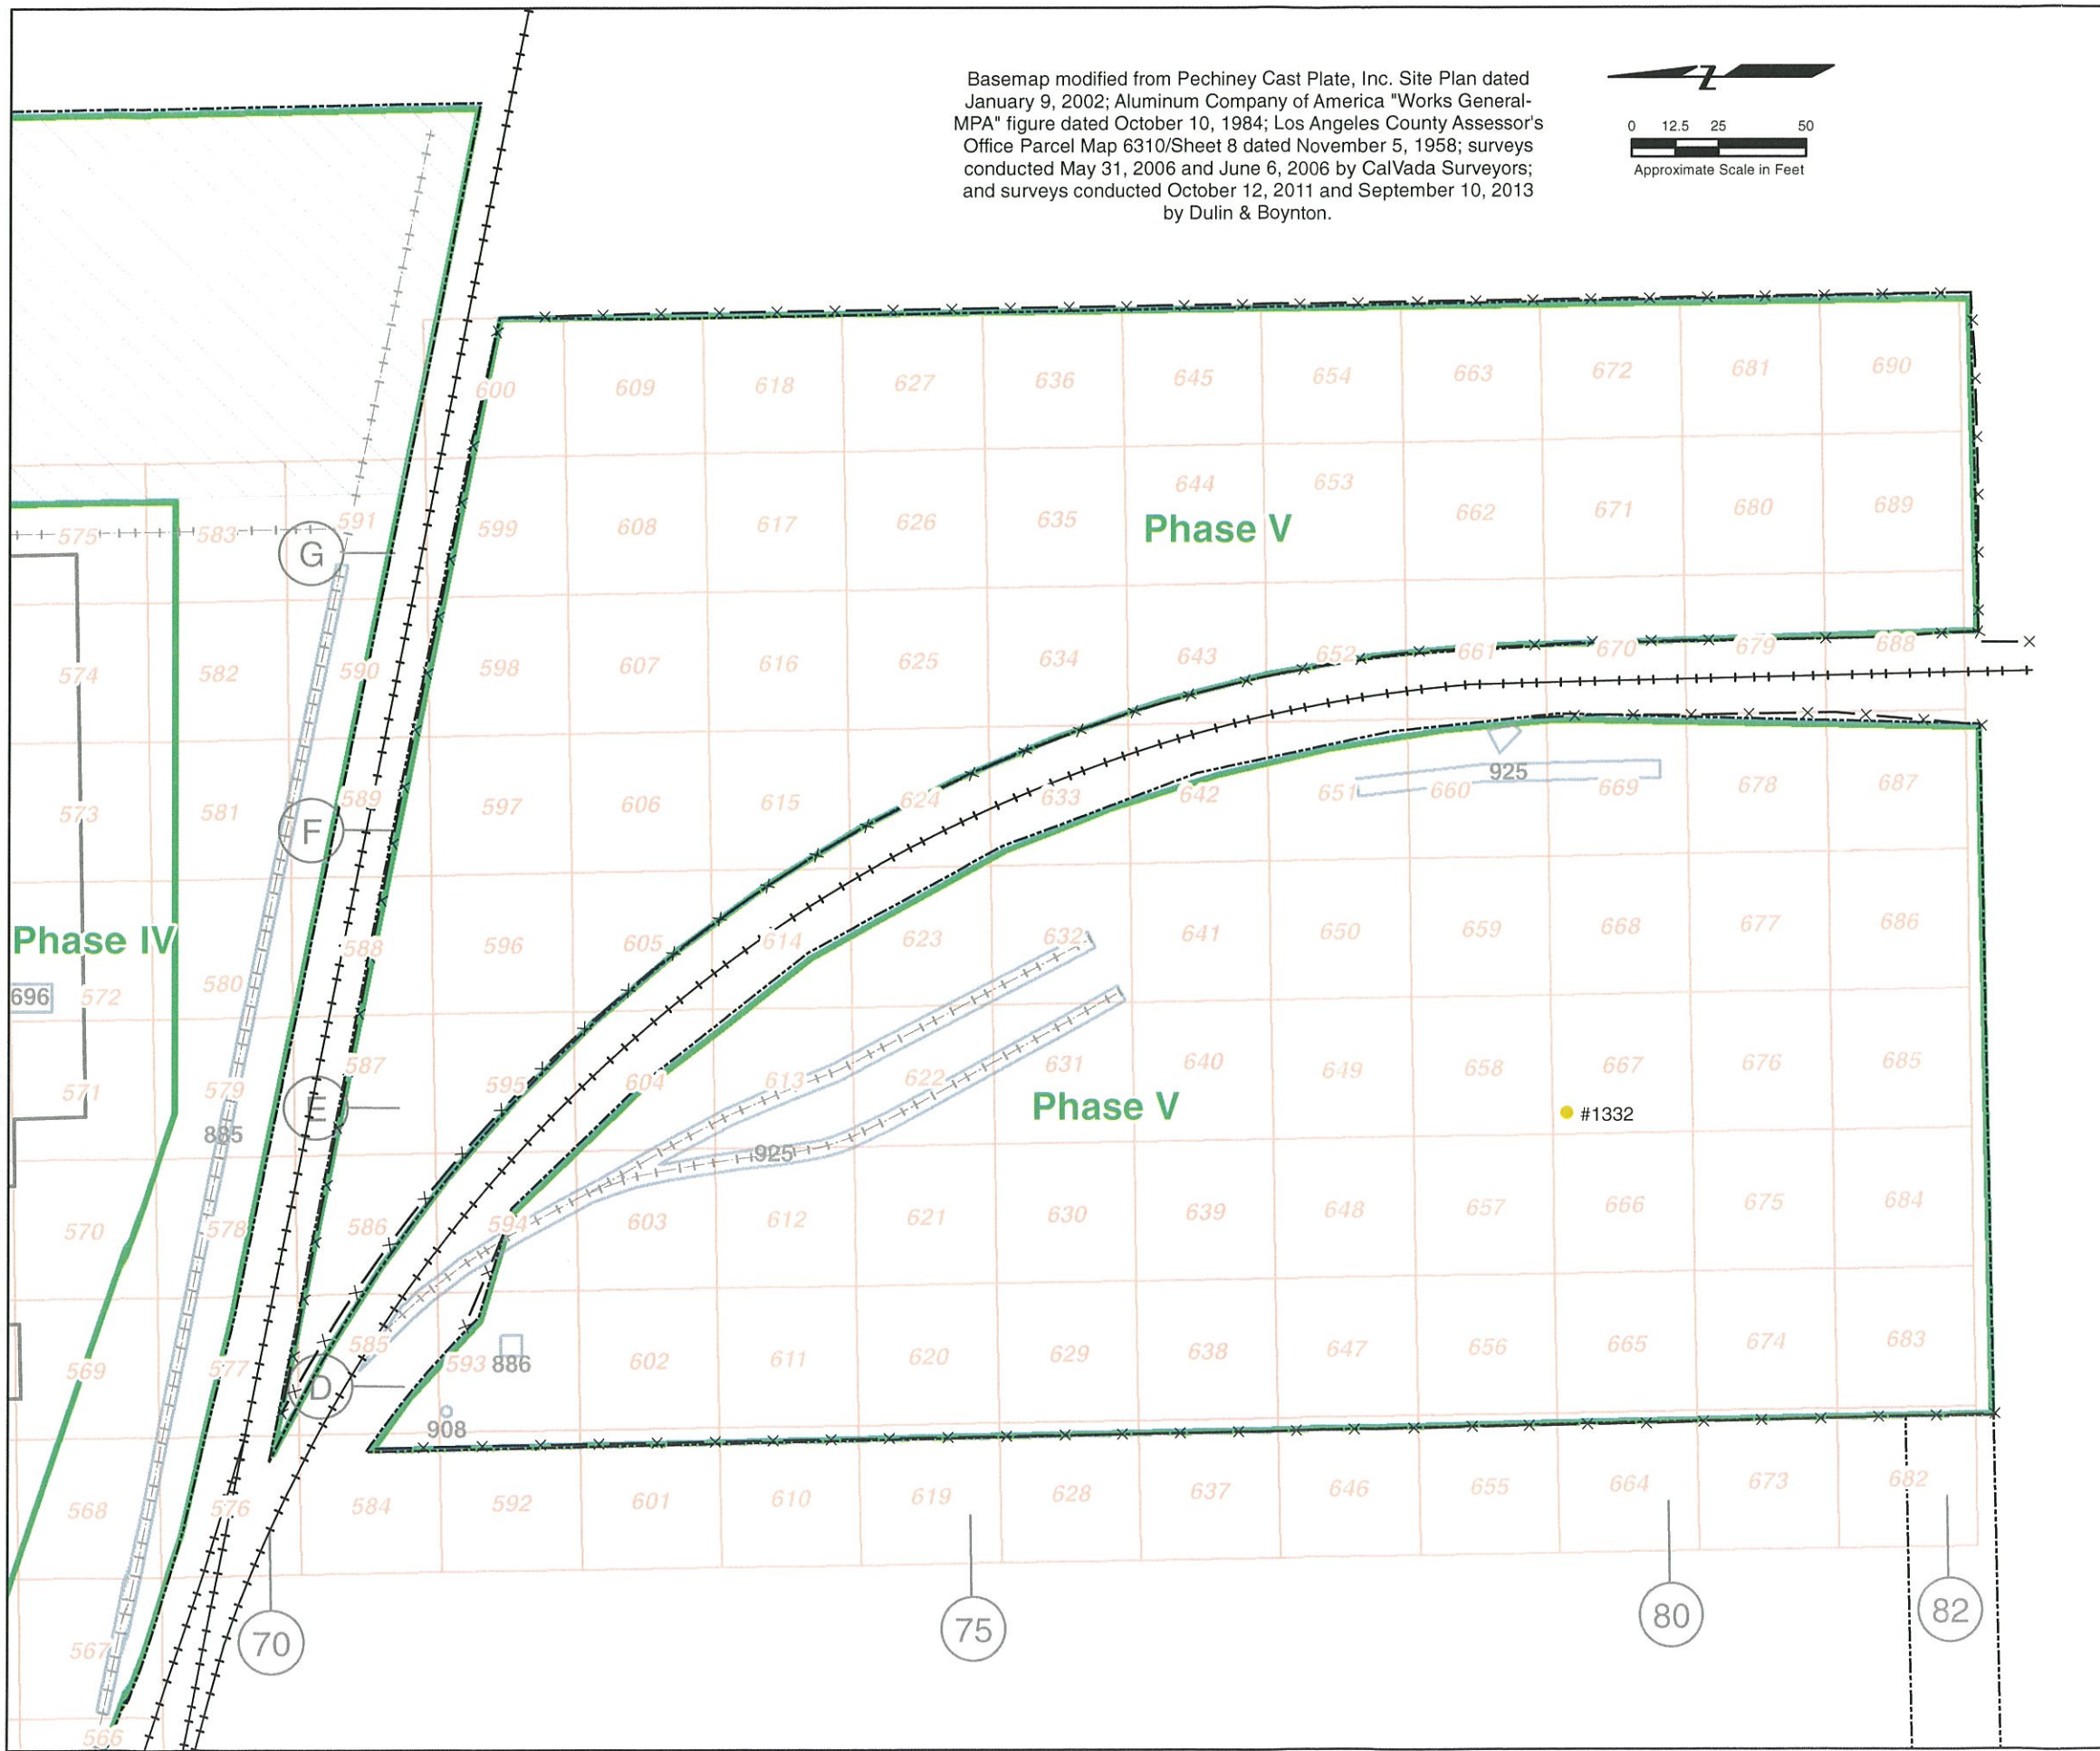 Basemap modified from Pechiney Cast Plate, Inc. Site Plan dated
January 9, 2002; Aluminum Company of America "Works General-
MPA" figure dated October 10, 1984; Los Angeles County Assessor's
Office Parcel Map 6310/Sheet 8 dated November 5, 1958; surveys
conducted May 31, 2006 and June 6, 2006 by CalVada Surveyors;
and surveys conducted October 12, 2011 and September 10, 2013
by Dulin & Boynton.
Z
0 12.5 25 50
Approximate Scale in Feet
600 609 618 627 636 645 654 663 672 681 690
644 653
575 583 591 599 608 617 626 635 662 671 680 689
Phase V
G
574 582 590 598 607 616 625 634 643 652 661 670 679 688
925
573 581 589 597 606 615 624 633 642 651 660 669 678 687
F
Phase IV
588 596 605 614 623 632 641 650 659 668 677 686
696 572 580
571 579 587 595 604 613 622 631 640 649 658 667 676 685
E
Phase V
#1332
885
925
570 578 586 594 603 612 621 630 639 648 657 666 675 684
569 577 585 593 886 602 611 620 629 638 647 656 665 674 683
D
908
568 576 584 592 601 610 619 628 637 646 655 664 673 682
70 75 80 82
567
566